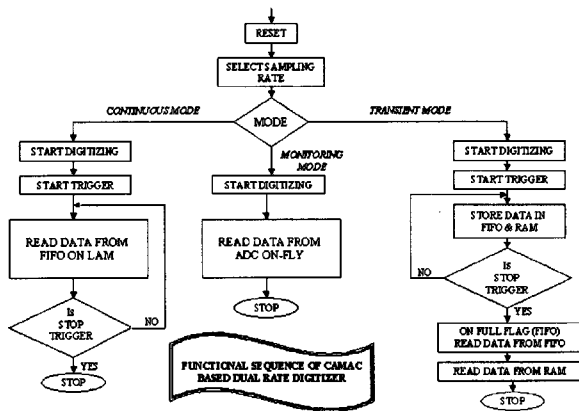 RESET
SELECT SAMPLING
RATE
MODE
CONTINUOUS MODE
START DIGITIZING
START TRIGGER
READ DATA FROM
FIFO ON LAM
Is
STOP
TRIGGER
NO
YES
STOP
MONITORING
MODE
START DIGITIZING
READ DATA FROM
ADC ON-FLY
STOP
TRANSIENT MODE
START DIGITIZING
START TRIGGER
STORE DATA IN
FIFO & RAM
Is
STOP
TRIGGER
NO
YES
ON FULL FLAG (FIFO)
READ DATA FROM FIFO
READ DATA FROM RAM
STOP
FUNCTIONAL SEQUENCE OF CAMAC
BASED DUAL RATE DIGITIZER